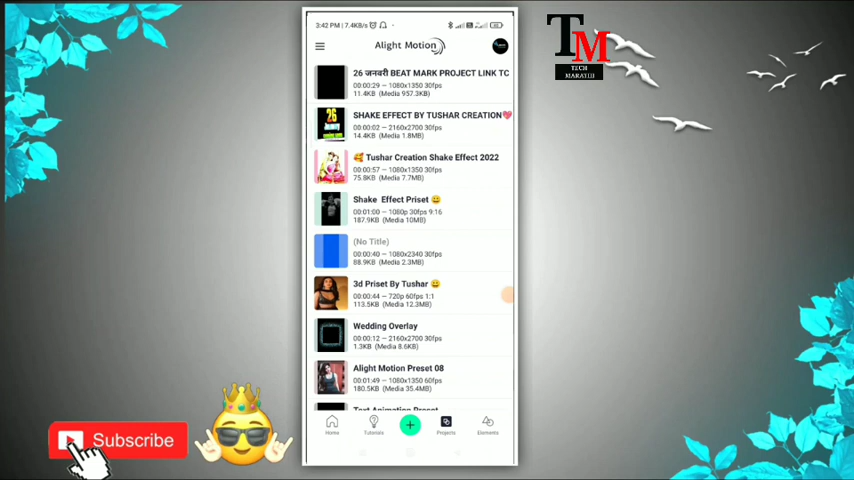 3:42 PM | 7.4KB/s
Alight Motion
26 जनवरी BEAT MARK PROJECT LINK TC
00:00:29 — 1080x1350 30fps
11.4KB (Media 957.3KB)
SHAKE EFFECT BY TUSHAR CREATION💖
00:00:02 — 2160x2700 30fps
14.4KB (Media 1.8MB)
🥰 Tushar Creation Shake Effect 2022
00:00:57 — 1080x1350 30fps
75.8KB (Media 7.7MB)
Shake Effect Priset 😀
00:01:00 — 1080p 30fps 9:16
187.9KB (Media 10MB)
(No Title)
00:00:40 — 1080x2340 30fps
88.9KB (Media 2.3MB)
3d Priset By Tushar 😀
00:00:44 — 720p 60fps 1:1
113.5KB (Media 12.3MB)
Wedding Overlay
00:00:12 — 2160x2700 30fps
1.3KB (Media 8.6KB)
Alight Motion Preset 08
00:01:49 — 1080x1350 60fps
180.5KB (Media 35.4MB)
Text Animation Preset
Home
Tutorials
Projects
Elements
TM
TECH
MARATHI
26
Subscribe